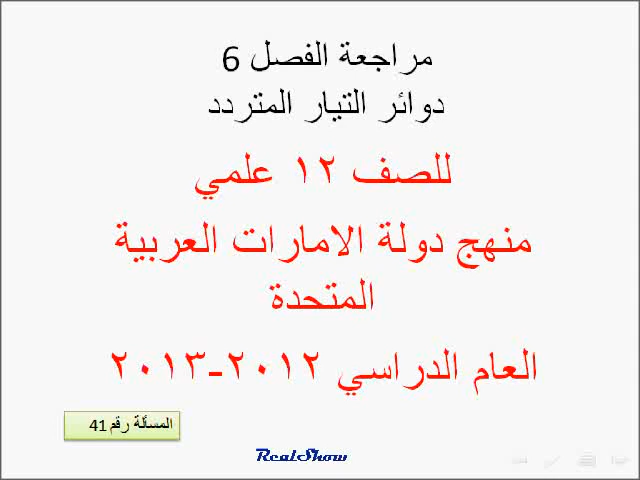 مراجعة الفصل 6
دوائر التيار المتردد
للصف ١٢ علمي
منهج دولة الامارات العربية
المتحدة
العام الدراسي ٢٠١٢-٢٠١٣
المسألة رقم 41
RealShow